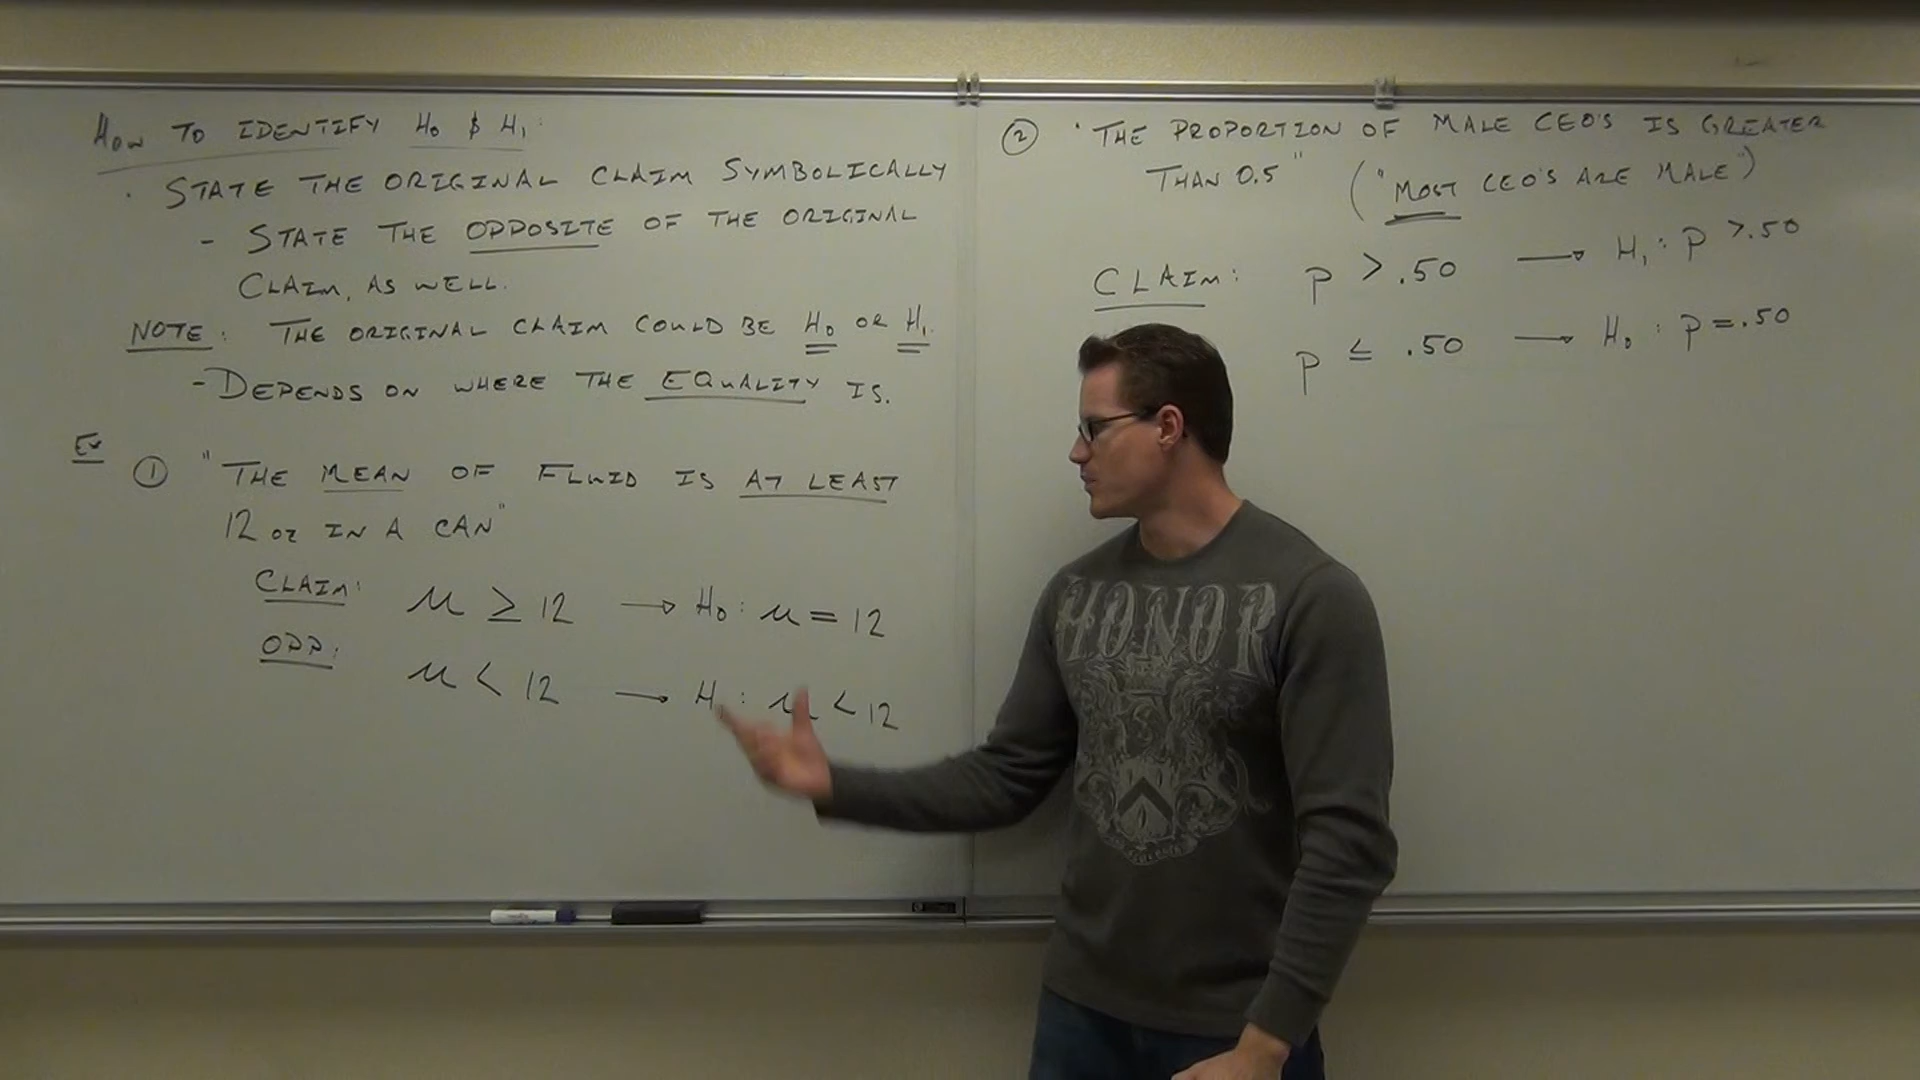 HOW TO IDENTIFY H₀ & H₁:
· STATE THE ORIGINAL CLAIM SYMBOLICALLY
- STATE THE OPPOSITE OF THE ORIGINAL
CLAIM, AS WELL.
NOTE: THE ORIGINAL CLAIM COULD BE H₀ OR H₁.
- DEPENDS ON WHERE THE EQUALITY IS.
EX
① "THE MEAN OF FLUID IS AT LEAST
12 oz IN A CAN"
CLAIM: μ ≥ 12 → H₀: μ = 12
OPP: μ < 12 → H₁: μ < 12
② "THE PROPORTION OF MALE CEO'S IS GREATER
THAN 0.5" ("MOST CEO'S ARE MALE")
CLAIM: p > .50 → H₁: p > .50
p ≤ .50 → H₀: p = .50
HONOR